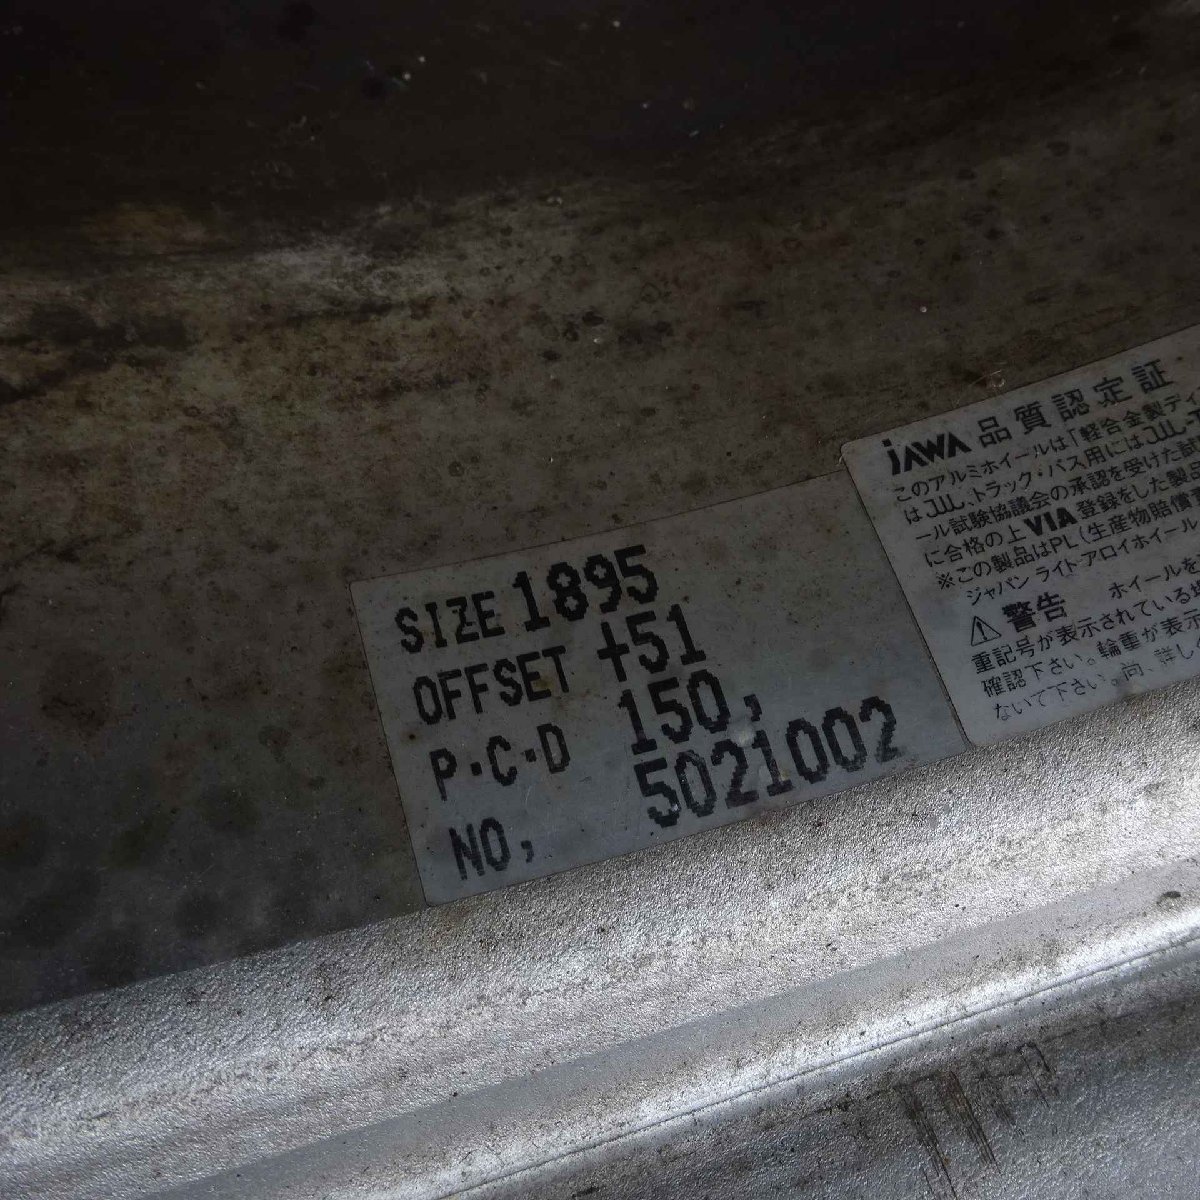 SIZE 1895
OFFSET +51
P・C・D 150,
NO, 5021002
JAWA 品質認定証
このアルミホイールは「軽合金製ディ
はJWL、トラック・バス用にはJWL-T
ール試験協議会の承認を受けた試
に合格の上VIA登録をした製品
※この製品はPL(生産物賠償責
ジャパン ライト・アロイホイール
⚠ 警告 ホイールを
重記号が表示されている
確認下さい。輪重が表示
ないで下さい。尚、詳しく